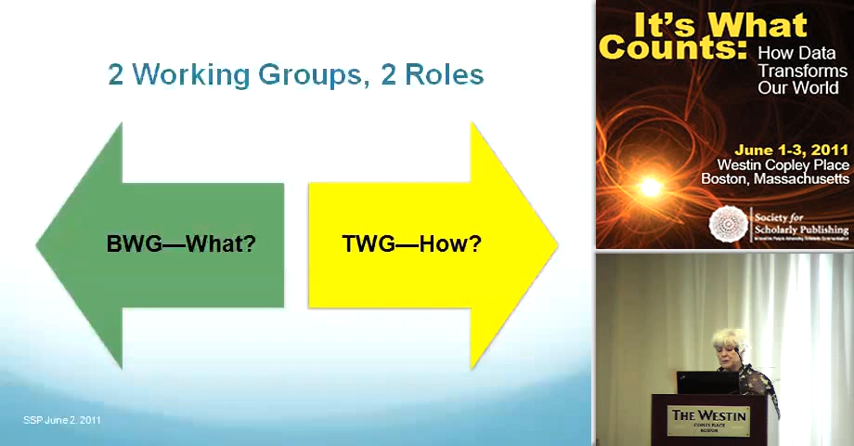 2 Working Groups, 2 Roles
BWG—What?
TWG—How?
SSP June 2, 2011
It's What
Counts: How Data
Transforms
Our World
June 1-3, 2011
Westin Copley Place
Boston, Massachusetts
Society for
Scholarly Publishing
THE WESTIN
COPLEY PLACE
BOSTON